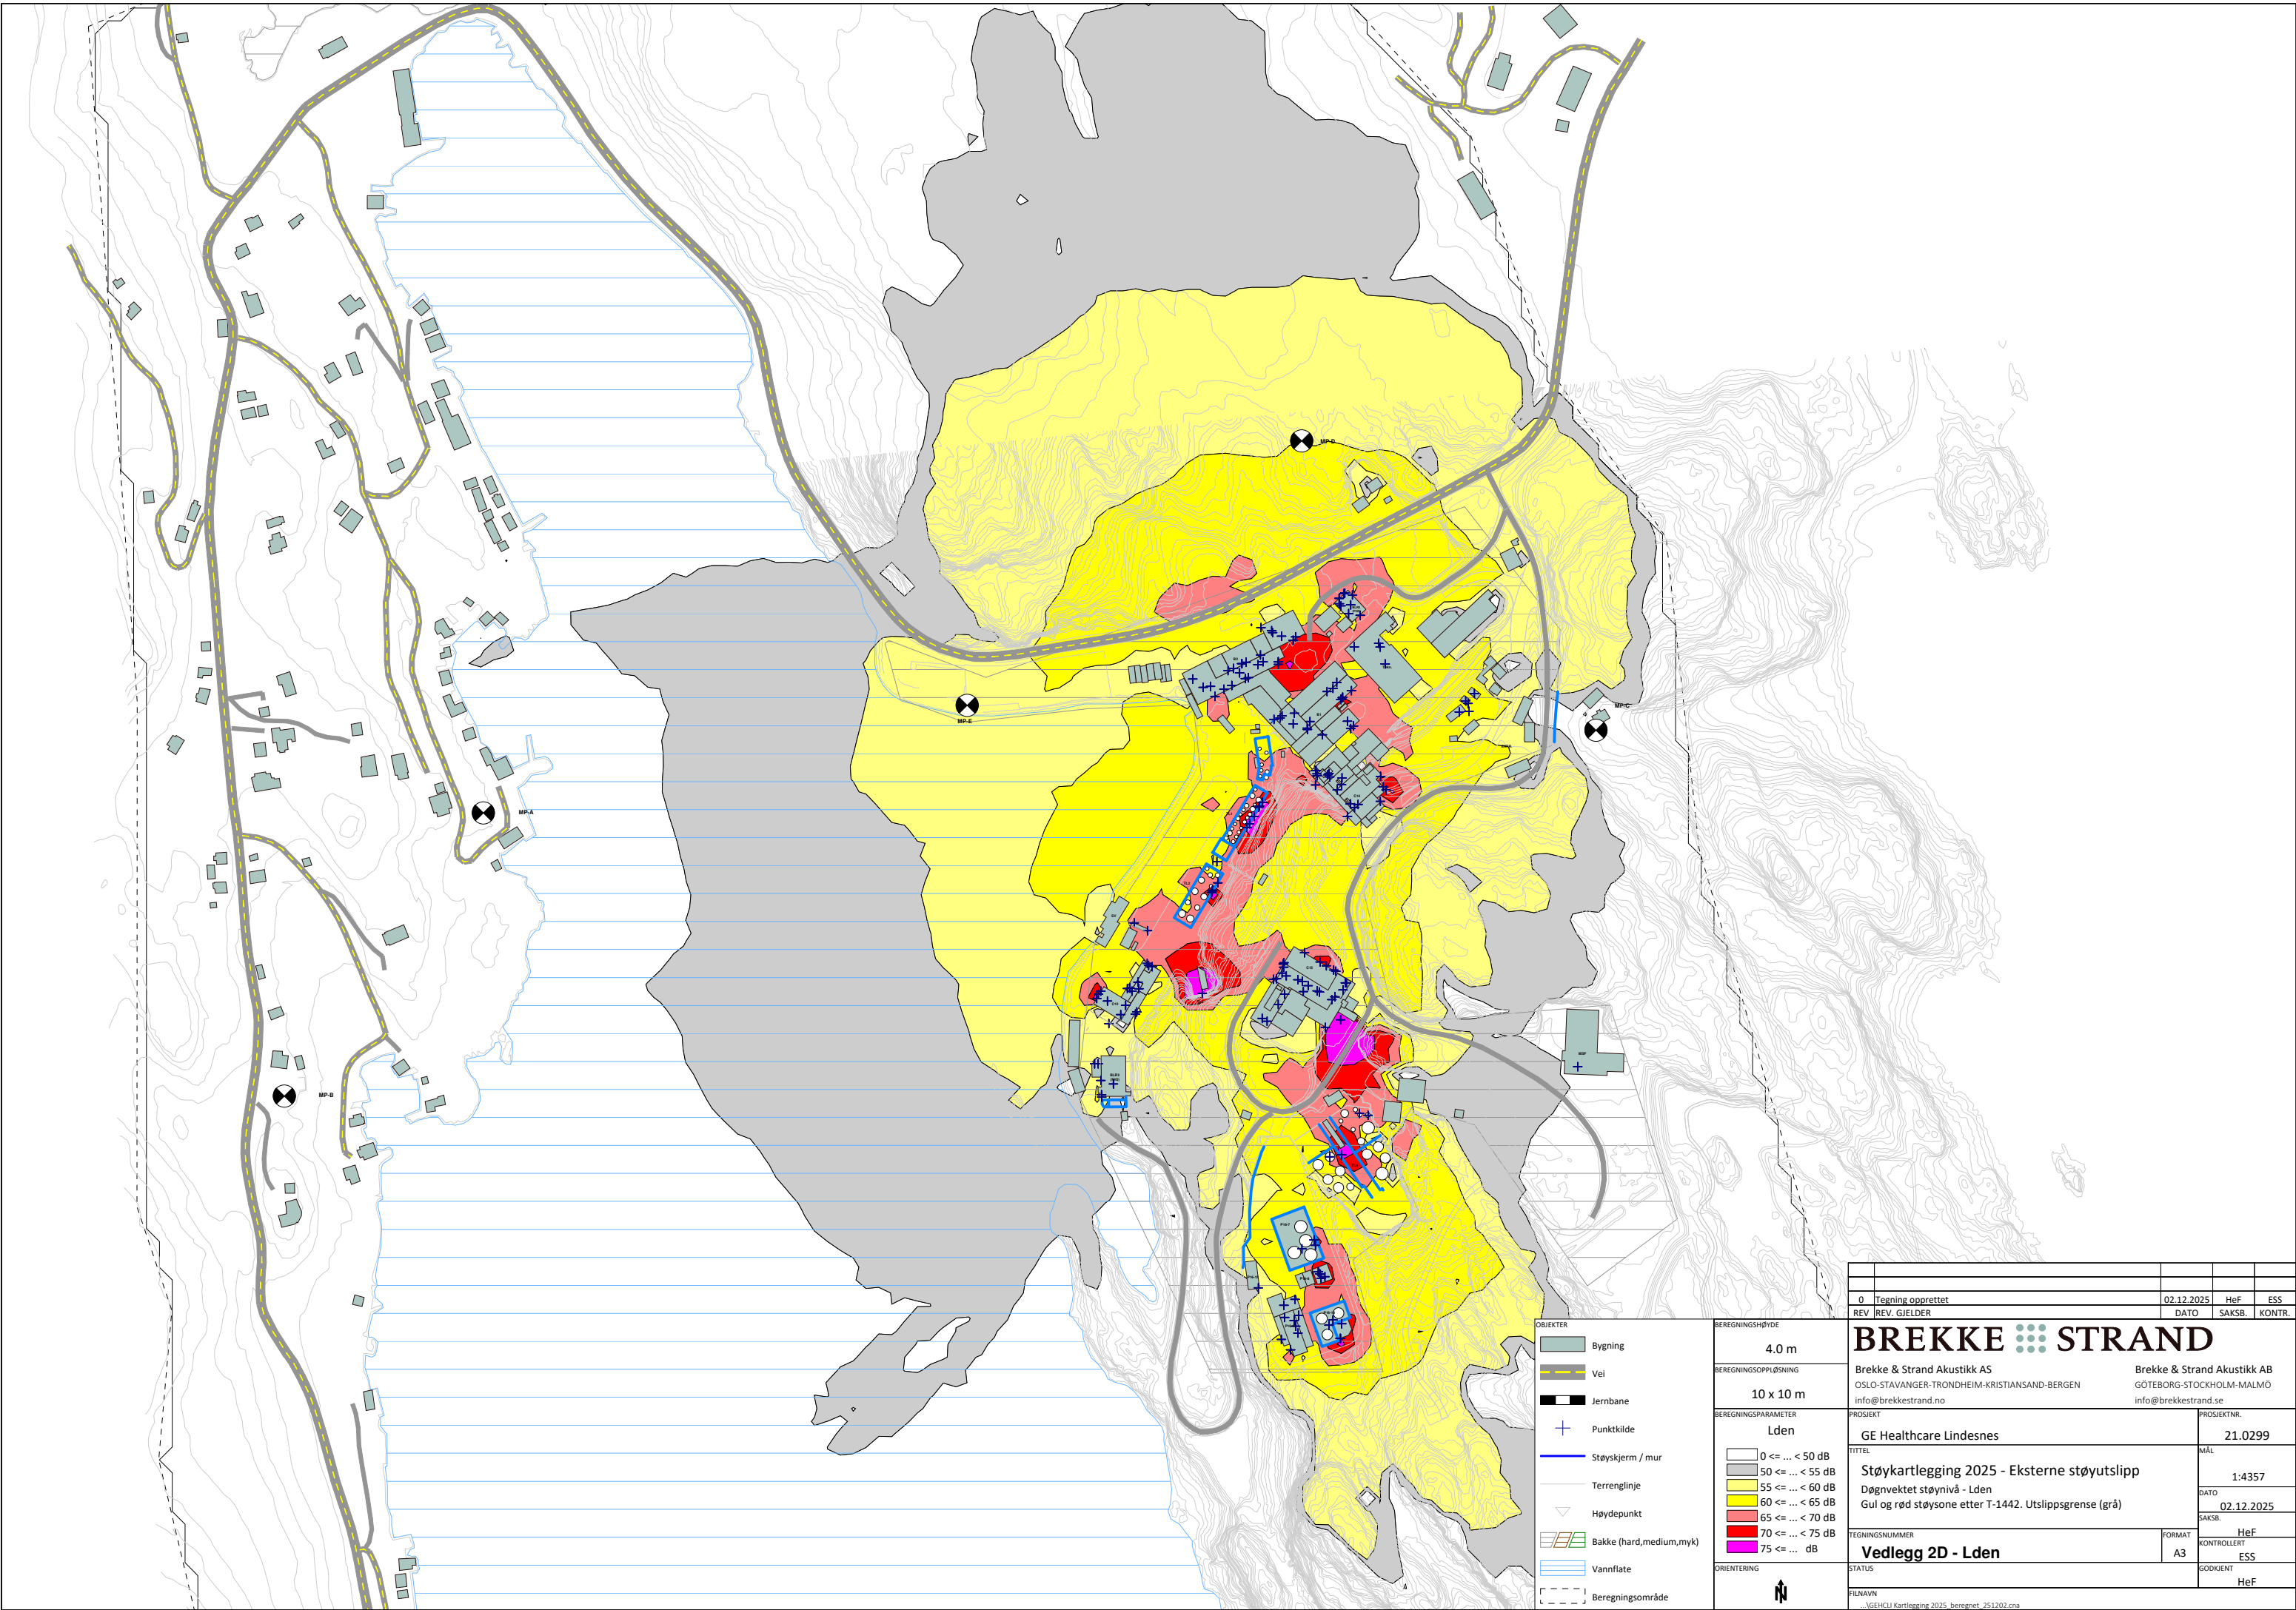 MP-D
MP-C
MP-E
MP-A
MP-B
0 Tegning opprettet 02.12.2025 HeF ESS
REV REV. GJELDER DATO SAKSB. KONTR.
OBJEKTER
Bygning
Vei
Jernbane
Punktkilde
Støyskjerm / mur
Terrenglinje
Høydepunkt
Bakke (hard,medium,myk)
Vannflate
Beregningsområde
BEREGNINGSHØYDE
4.0 m
BEREGNINGSOPPLØSNING
10 x 10 m
BEREGNINGSPARAMETER
Lden
0 <= ... < 50 dB
50 <= ... < 55 dB
55 <= ... < 60 dB
60 <= ... < 65 dB
65 <= ... < 70 dB
70 <= ... < 75 dB
75 <= ... dB
ORIENTERING
N
BREKKE STRAND
Brekke & Strand Akustikk AS
OSLO-STAVANGER-TRONDHEIM-KRISTIANSAND-BERGEN
info@brekkestrand.no
Brekke & Strand Akustikk AB
GÖTEBORG-STOCKHOLM-MALMÖ
info@brekkestrand.se
PROSJEKT
GE Healthcare Lindesnes
PROSJEKTNR.
21.0299
TITTEL
Støykartlegging 2025 - Eksterne støyutslipp
Døgnvektet støynivå - Lden
Gul og rød støysone etter T-1442. Utslippsgrense (grå)
MÅL
1:4357
DATO
02.12.2025
SAKSB.
HeF
TEGNINGSNUMMER
Vedlegg 2D - Lden
FORMAT
A3
KONTROLLERT
ESS
STATUS
GODKJENT
HeF
FILNAVN
...\GEHCLI Kartlegging 2025_beregnet_251202.cna